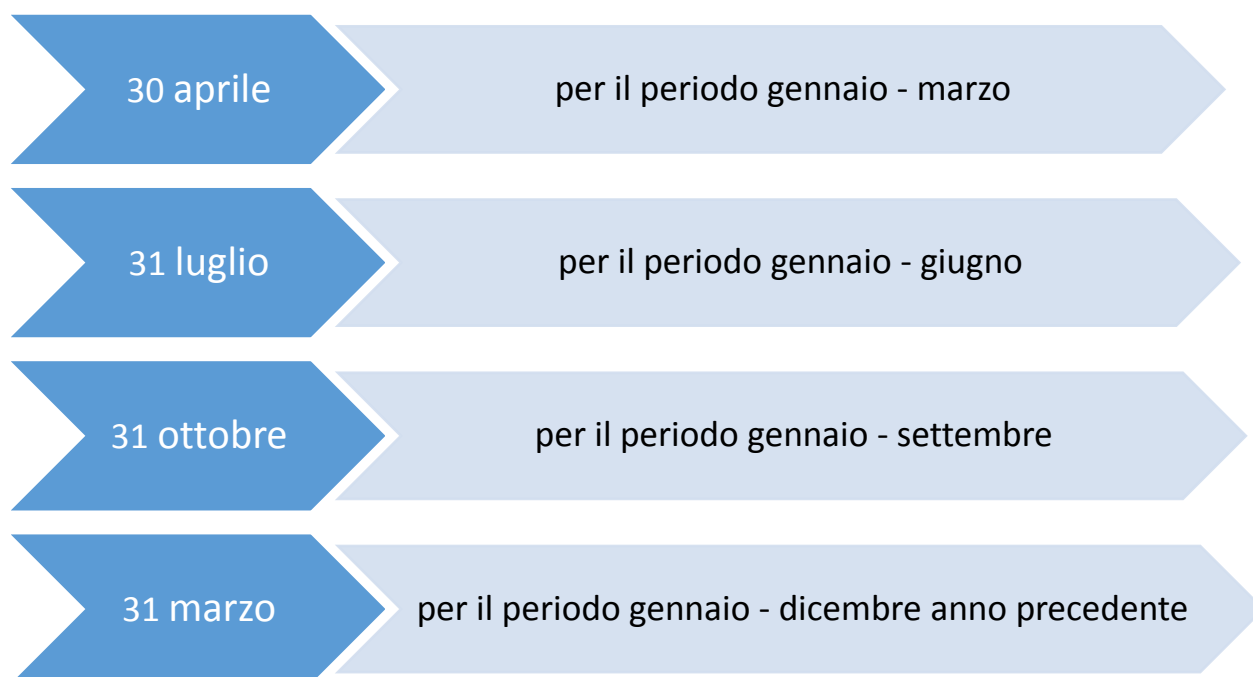 30 aprile
per il periodo gennaio - marzo
31 luglio
per il periodo gennaio - giugno
31 ottobre
per il periodo gennaio - settembre
31 marzo
per il periodo gennaio - dicembre anno precedente